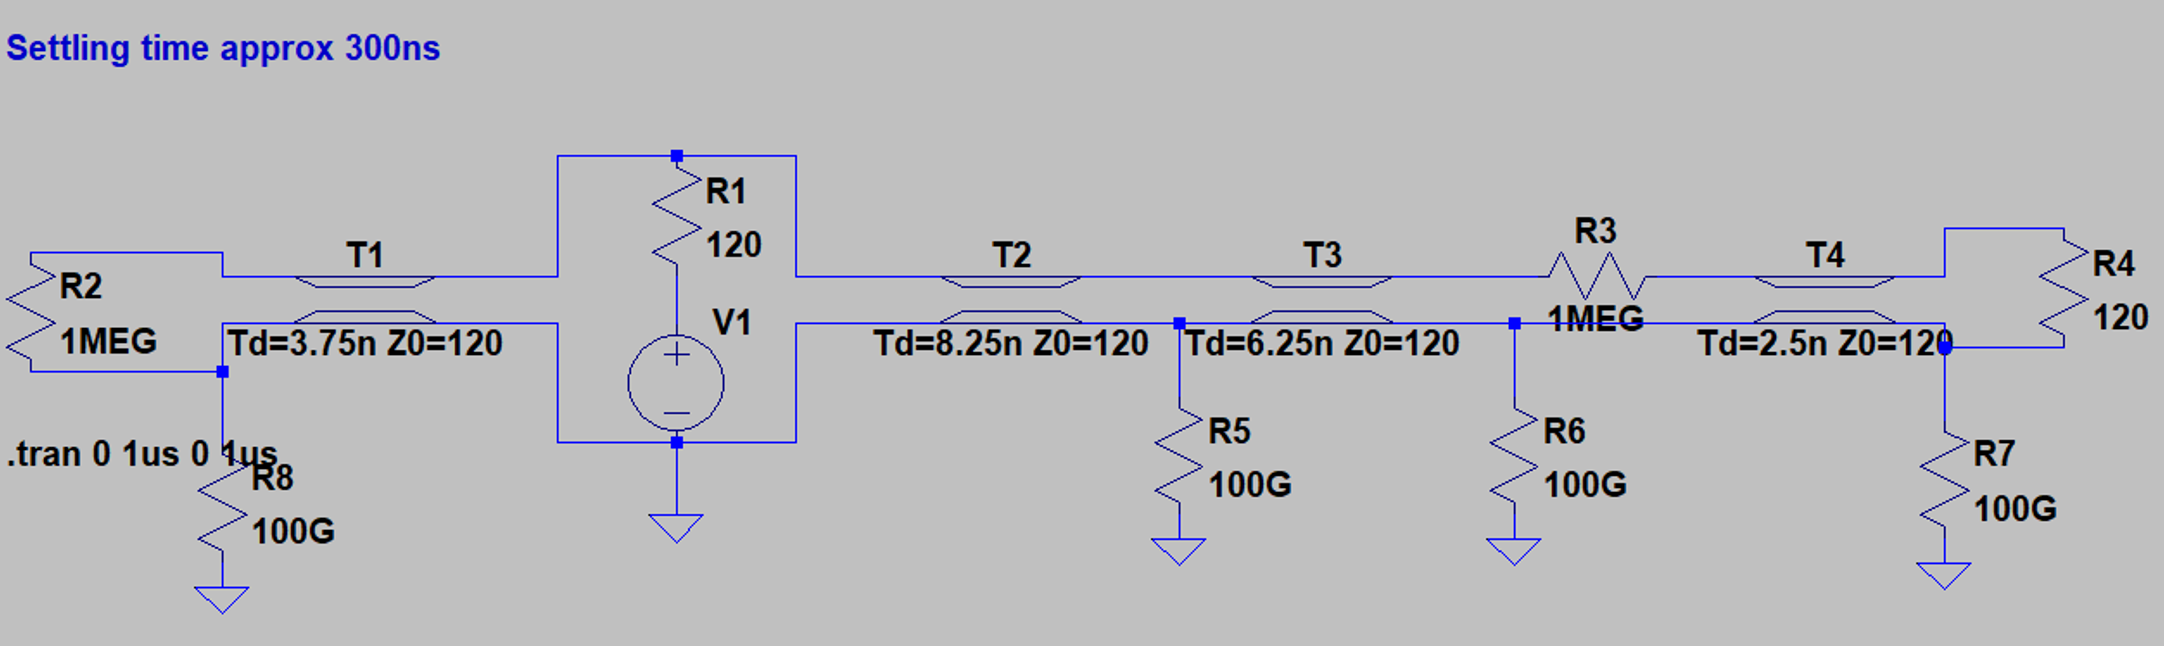 Settling time approx 300ns
R1
120
R3
T1
T2
T3
T4
R4
R2
120
V1
1MEG
1MEG
Td=3.75n Z0=120
Td=8.25n Z0=120
Td=6.25n Z0=120
Td=2.5n Z0=120
.tran 0 1us 0 1us
R8
100G
R5
100G
R6
100G
R7
100G